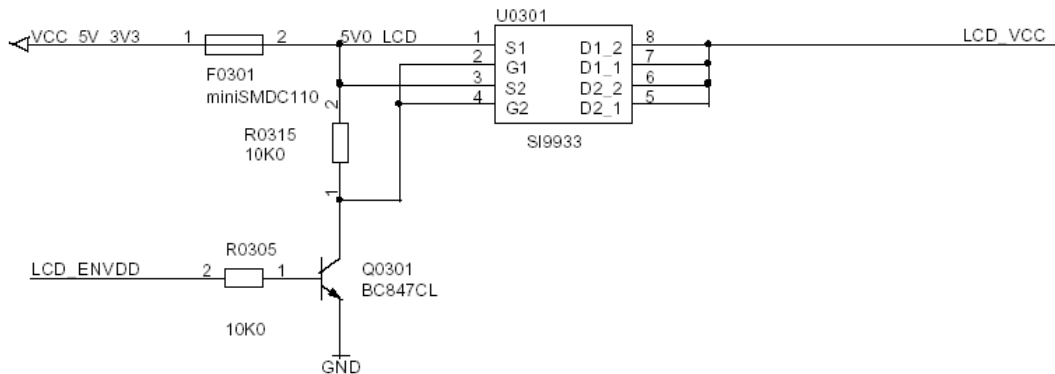 U0301
VCC_5V_3V3 1 2 5V0_LCD 1 S1 D1_2 8 LCD_VCC
2 G1 D1_1 7
3 S2 D2_2 6
4 G2 D2_1 5
F0301
miniSMDC110
SI9933
2
R0315
10K0
1
R0305
LCD_ENVDD 2 1 Q0301
BC847CL
10K0
GND